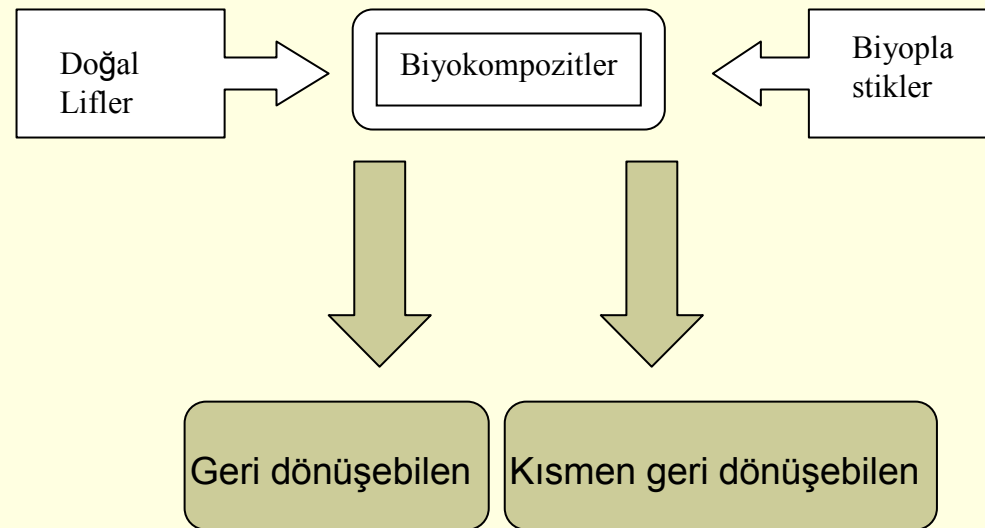 Doğal
Lifler
Biyokompozitler
Biyopla
stikler
Geri dönüşebilen
Kısmen geri dönüşebilen